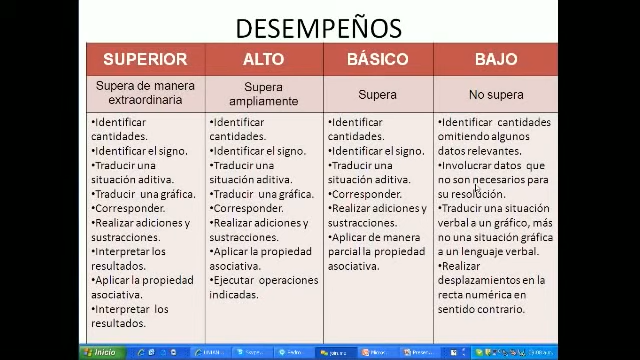 DESEMPEÑOS
SUPERIOR
ALTO
BÁSICO
BAJO
Supera de manera
extraordinaria
Supera
ampliamente
Supera
No supera
•Identificar
cantidades.
•Identificar el signo.
•Traducir una
situación aditiva.
•Traducir una gráfica.
•Corresponder.
•Realizar adiciones y
sustracciones.
•Interpretar los
resultados.
•Aplicar la propiedad
asociativa.
•Interpretar los
resultados.
•Identificar
cantidades.
•Identificar el signo.
•Traducir una
situación aditiva.
•Traducir una gráfica.
•Corresponder.
•Realizar adiciones y
sustracciones.
•Aplicar la propiedad
asociativa.
•Ejecutar operaciones
indicadas.
•Identificar
cantidades.
•Identificar el signo.
•Traducir una
situación aditiva.
•Corresponder.
•Realizar adiciones y
sustracciones.
•Aplicar de manera
parcial la propiedad
asociativa.
•Identificar cantidades
omitiendo algunos
datos relevantes.
•Involucrar datos que
no son necesarios para
su resolución.
•Traducir una situación
verbal a un gráfico, más
no una situación gráfica
a un lenguaje verbal.
•Realizar
desplazamientos en la
recta numérica en
sentido contrario.
Inicio
Pedro
join.me
Micros...
Presen...